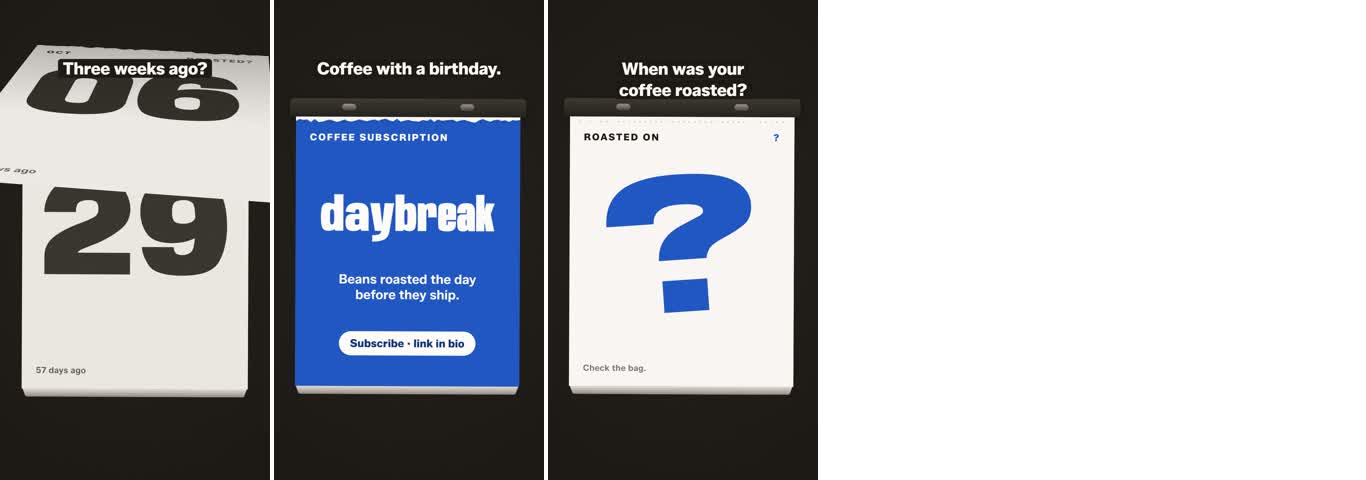 OCT
Three weeks ago?
06
29
57 days ago
Coffee with a birthday.
COFFEE SUBSCRIPTION
daybreak
Beans roasted the day
before they ship.
Subscribe · link in bio
When was your
coffee roasted?
ROASTED ON
?
?
Check the bag.